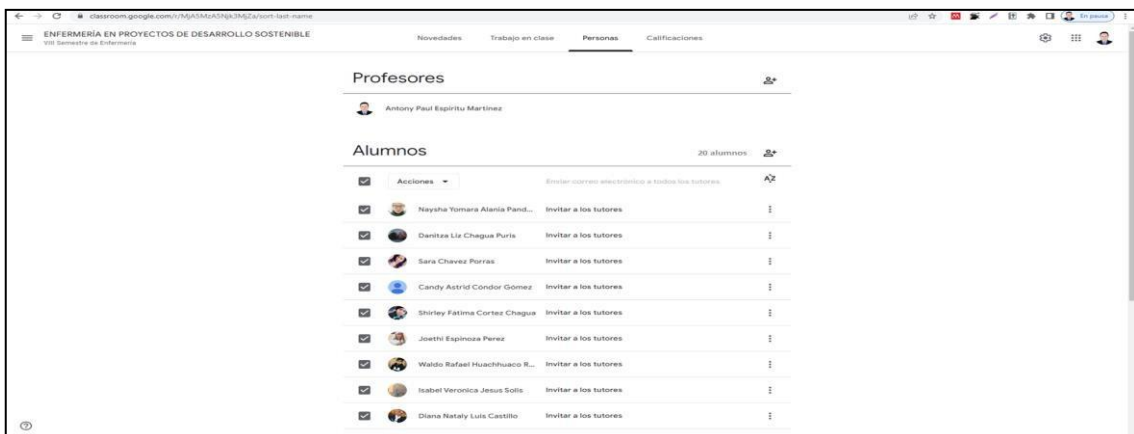 classroom.google.com/r/MjA5MzA5Njk3MjZa/sort-last-name
En pausa
ENFERMERÍA EN PROYECTOS DE DESARROLLO SOSTENIBLE
VIII Semestre de Enfermería
Novedades Trabajo en clase Personas Calificaciones
Profesores
Antony Paul Espiritu Martinez
Alumnos 20 alumnos
Acciones Enviar correo electrónico a todos los tutores AZ
Naysha Yomara Alania Pand... Invitar a los tutores
Danitza Liz Chagua Puris Invitar a los tutores
Sara Chavez Porras Invitar a los tutores
Candy Astrid Cóndor Gómez Invitar a los tutores
Shirley Fatima Cortez Chagua Invitar a los tutores
Joethi Espinoza Perez Invitar a los tutores
Waldo Rafael Huachhuaco R... Invitar a los tutores
Isabel Veronica Jesus Solis Invitar a los tutores
Diana Nataly Luis Castillo Invitar a los tutores